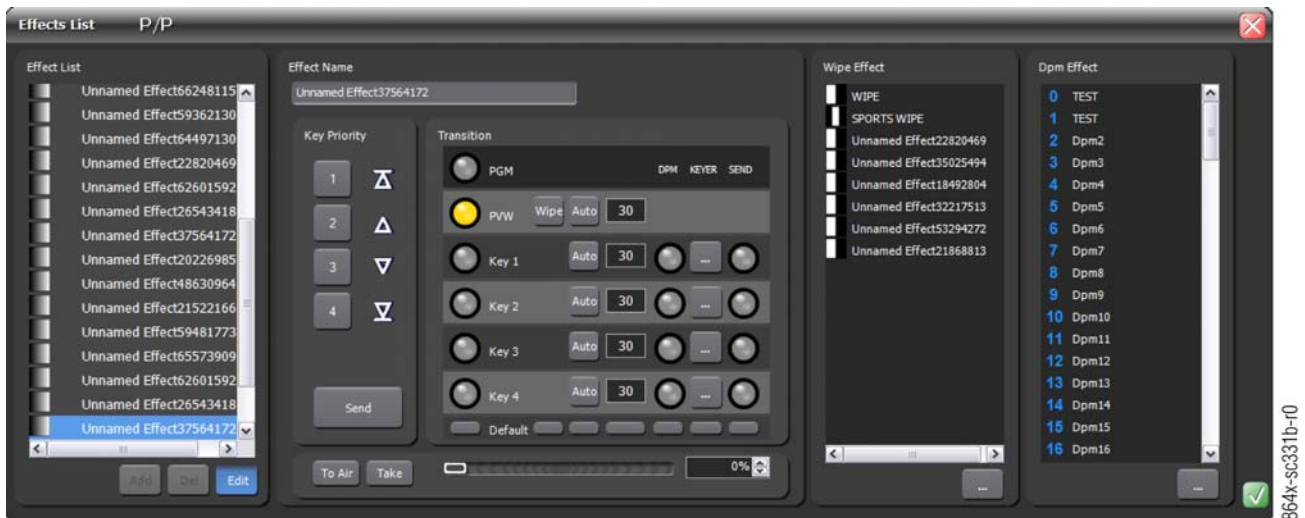 Effects List P/P
Effect List
Unnamed Effect66248115
Unnamed Effect59362130
Unnamed Effect64497130
Unnamed Effect22820469
Unnamed Effect62601592
Unnamed Effect26543418
Unnamed Effect37564172
Unnamed Effect20226985
Unnamed Effect48630964
Unnamed Effect21522166
Unnamed Effect59481773
Unnamed Effect65573909
Unnamed Effect62601592
Unnamed Effect26543418
Unnamed Effect37564172
Add Del Edit
Effect Name
Unnamed Effect37564172
Key Priority
1
2
3
4
Send
Transition
PGM DPM KEYER SEND
PVW Wipe Auto 30
Key 1 Auto 30 ...
Key 2 Auto 30 ...
Key 3 Auto 30 ...
Key 4 Auto 30 ...
Default
To Air Take 0%
Wipe Effect
WIPE
SPORTS WIPE
Unnamed Effect22820469
Unnamed Effect35025494
Unnamed Effect18492804
Unnamed Effect32217513
Unnamed Effect53294272
Unnamed Effect21868813
...
Dpm Effect
0 TEST
1 TEST
2 Dpm2
3 Dpm3
4 Dpm4
5 Dpm5
6 Dpm6
7 Dpm7
8 Dpm8
9 Dpm9
10 Dpm10
11 Dpm11
12 Dpm12
13 Dpm13
14 Dpm14
15 Dpm15
16 Dpm16
...
864x-sc331b-r0